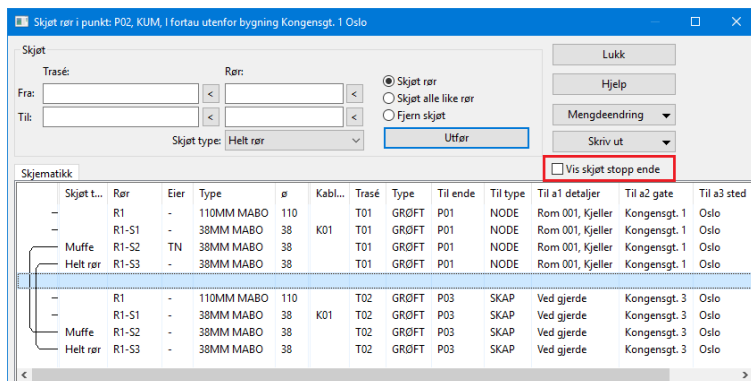 Skjøt rør i punkt: P02, KUM, I fortau utenfor bygning Kongensgt. 1 Oslo
Skjøt
Trasé: Rør:
Fra: < <
Til: < <
Skjøt type: Helt rør
Skjøt rør
Skjøt alle like rør
Fjern skjøt
Utfør
Lukk
Hjelp
Mengdeendring
Skriv ut
Vis skjøt stopp ende
Skjematikk
Skjøt t... Rør Eier Type ø Kabl... Trasé Type Til ende Til type Til a1 detaljer Til a2 gate Til a3 sted
R1 - 110MM MABO 110 T01 GRØFT P01 NODE Rom 001, Kjeller Kongensgt. 1 Oslo
R1-S1 - 38MM MABO 38 K01 T01 GRØFT P01 NODE Rom 001, Kjeller Kongensgt. 1 Oslo
Muffe R1-S2 TN 38MM MABO 38 T01 GRØFT P01 NODE Rom 001, Kjeller Kongensgt. 1 Oslo
Helt rør R1-S3 - 38MM MABO 38 T01 GRØFT P01 NODE Rom 001, Kjeller Kongensgt. 1 Oslo
R1 - 110MM MABO 110 T02 GRØFT P03 SKAP Ved gjerde Kongensgt. 3 Oslo
R1-S1 - 38MM MABO 38 K01 T02 GRØFT P03 SKAP Ved gjerde Kongensgt. 3 Oslo
Muffe R1-S2 - 38MM MABO 38 T02 GRØFT P03 SKAP Ved gjerde Kongensgt. 3 Oslo
Helt rør R1-S3 - 38MM MABO 38 T02 GRØFT P03 SKAP Ved gjerde Kongensgt. 3 Oslo